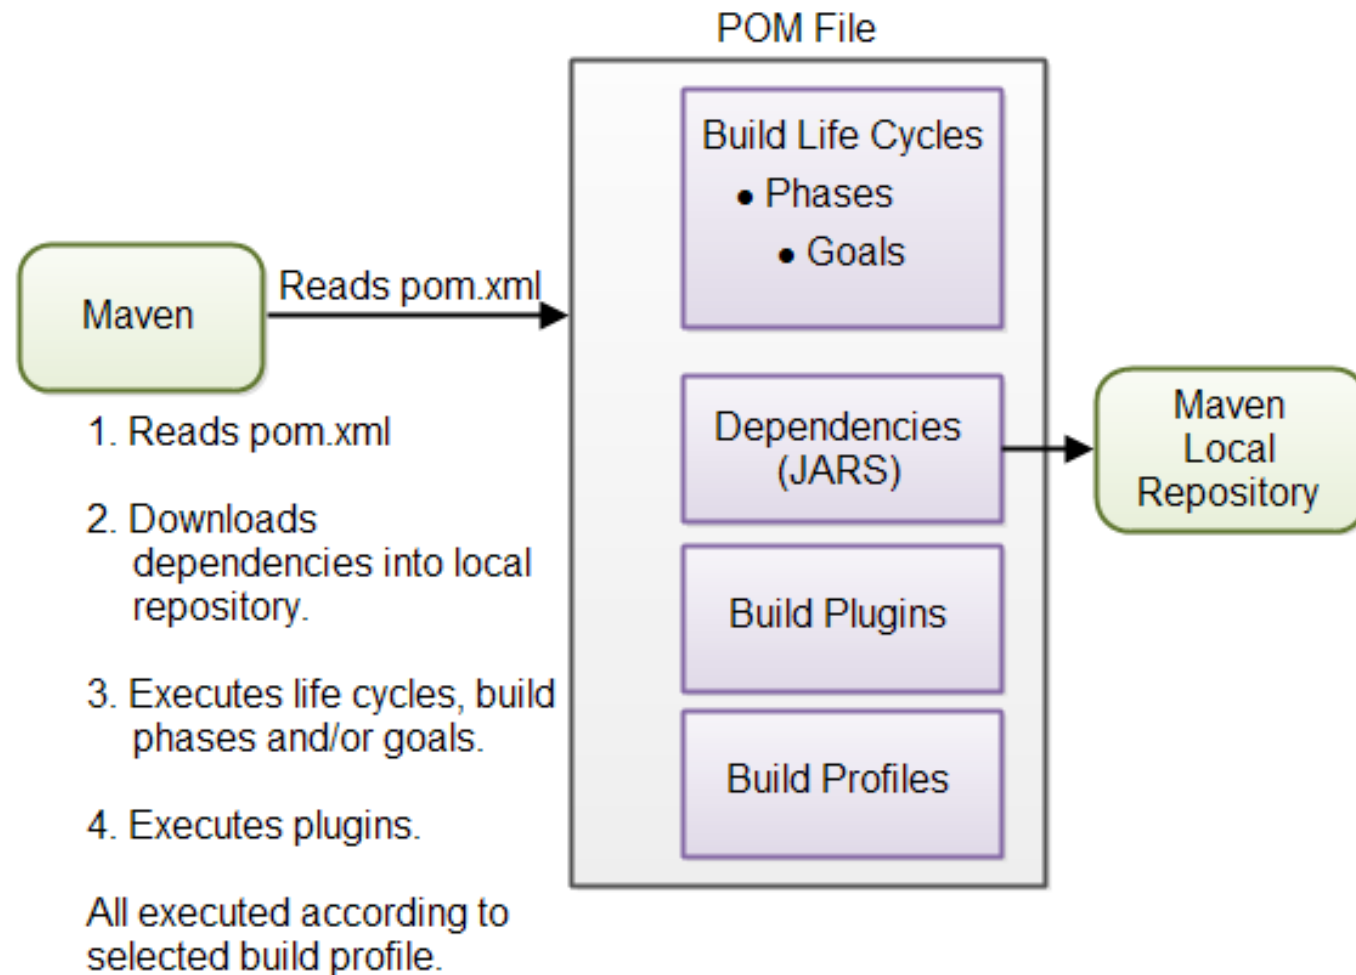 POM File
Build Life Cycles
● Phases
● Goals
Maven
Reads pom.xml
Dependencies
(JARS)
Maven
Local
Repository
Build Plugins
Build Profiles
1. Reads pom.xml
2. Downloads
dependencies into local
repository.
3. Executes life cycles, build
phases and/or goals.
4. Executes plugins.
All executed according to
selected build profile.